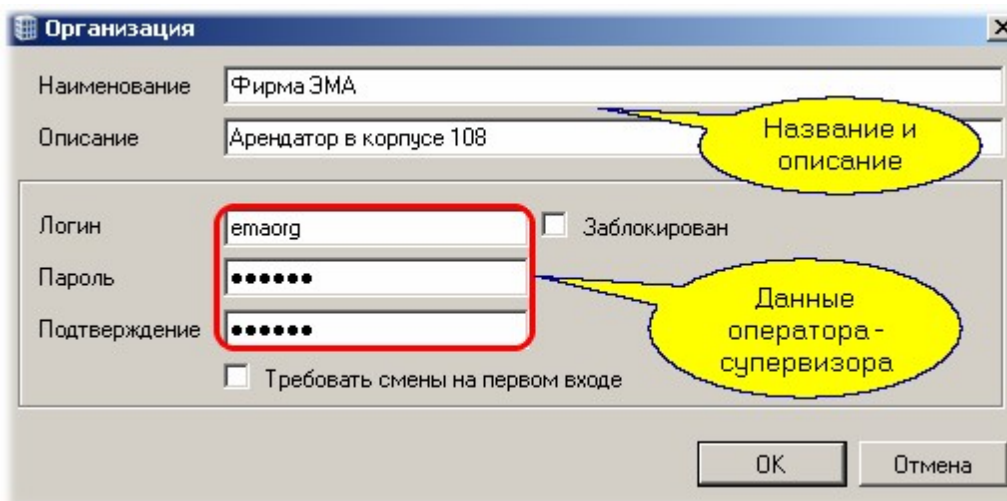 Организация
Наименование
Фирма ЭМА
Описание
Арендатор в корпусе 108
Название и
описание
Логин
emaorg
Заблокирован
Пароль
●●●●●●
Подтверждение
●●●●●●
Данные
оператора -
супервизора
Требовать смены на первом входе
OK
Отмена